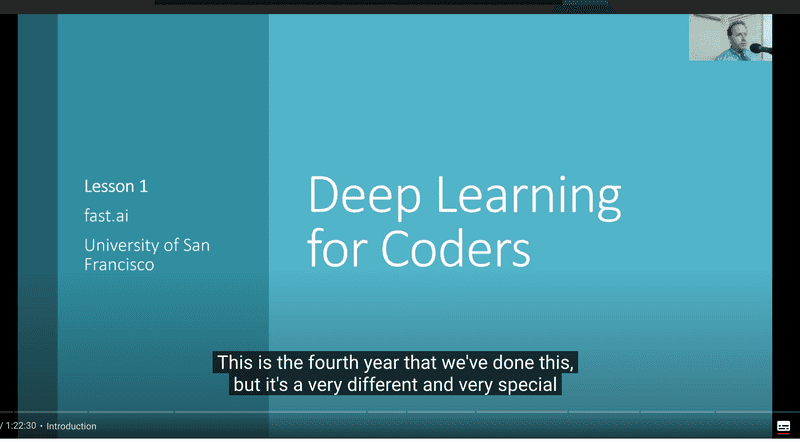 Lesson 1
fast.ai
University of San
Francisco
Deep Learning
for Coders
This is the fourth year that we've done this,
but it's a very different and very special
/ 1:22:30 • Introduction